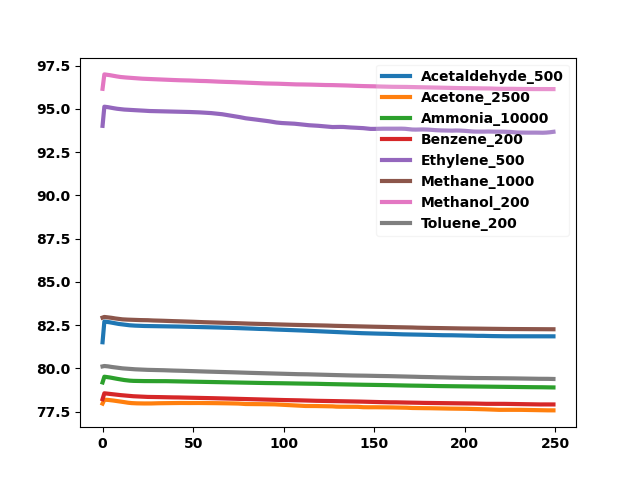 97.5
95.0
92.5
90.0
87.5
85.0
82.5
80.0
77.5
0 50 100 150 200 250
Acetaldehyde_500
Acetone_2500
Ammonia_10000
Benzene_200
Ethylene_500
Methane_1000
Methanol_200
Toluene_200